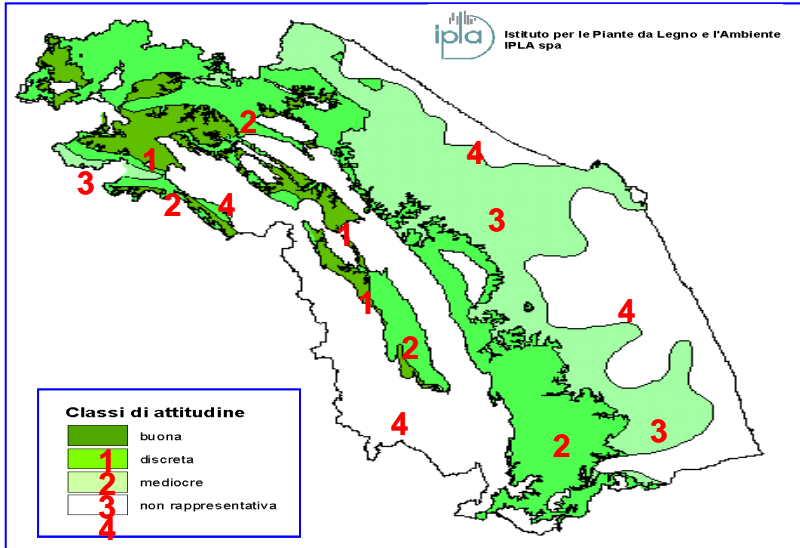 ipla
Istituto per le Piante da Legno e l'Ambiente
IPLA spa
2
4
1
3
2
4
3
1
4
1
2
4
3
2
Classi di attitudine
buona
1 discreta
2 mediocre
3 non rappresentativa
4